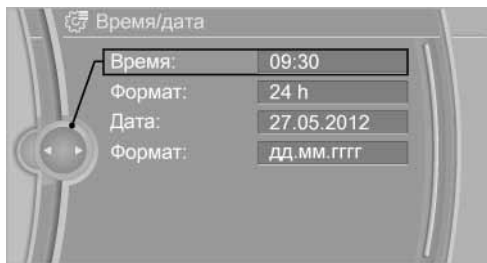 Время/дата
Время: 09:30
Формат: 24 h
Дата: 27.05.2012
Формат: дд.мм.гггг